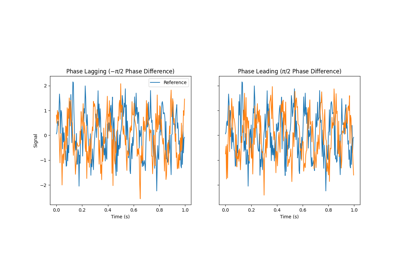 Phase Lagging (−π/2 Phase Difference)
Reference
2
1
0
−1
−2
Signal
0.0 0.2 0.4 0.6 0.8 1.0
Time (s)
Phase Leading (π/2 Phase Difference)
0.0 0.2 0.4 0.6 0.8 1.0
Time (s)